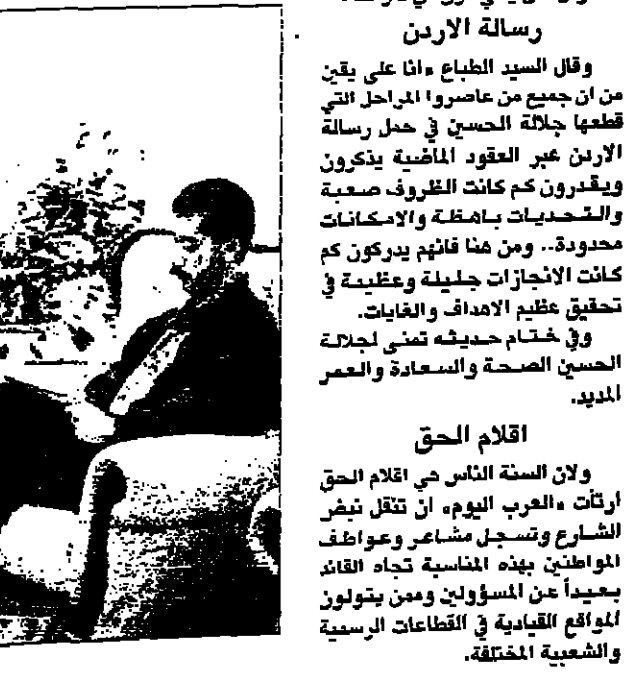 رسالة الاردن
وقال السيد الطباع «انا على يقين
من ان جميع من عاصروا المراحل التي
قطعها جلالة الحسين في حمل رسالة
الاردن عبر العقود الماضية يذكرون
ويقدرون كم كانت الظروف صعبة
والتحديات باهظة والامكانات
محدودة.. ومن هنا فانهم يدركون كم
كانت الانجازات جليلة وعظيمة في
تحقيق عظيم الاهداف والغايات.
وفي ختام حديثه تمنى لجلالة
الحسين الصحة والسعادة والعمر
المديد.
اقلام الحق
ولان السنة الناس هي اقلام الحق
ارتأت «العرب اليوم» ان تنقل نبض
الشارع وتسجل مشاعر وعواطف
المواطنين بهذه المناسبة تجاه القائد
بعيداً عن المسؤولين وممن يتولون
المواقع القيادية في القطاعات الرسمية
والشعبية المختلفة.